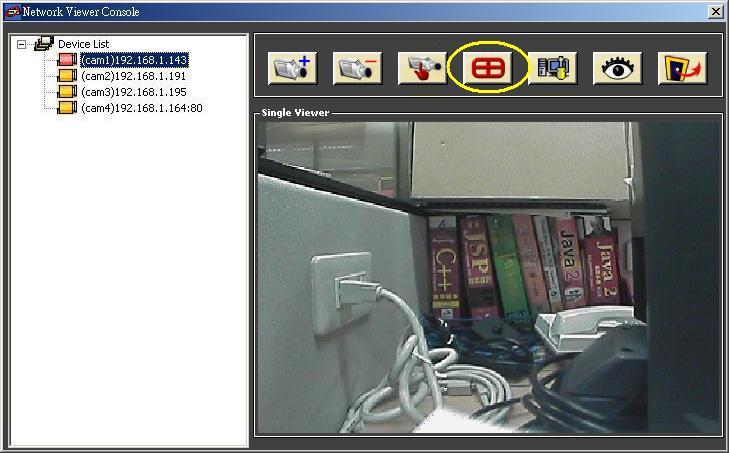 Network Viewer Console
Device List
(cam1)192.168.1.143
(cam2)192.168.1.191
(cam3)192.168.1.195
(cam4)192.168.1.164:80
Single Viewer
C++
JSP
Java 2
Java 2